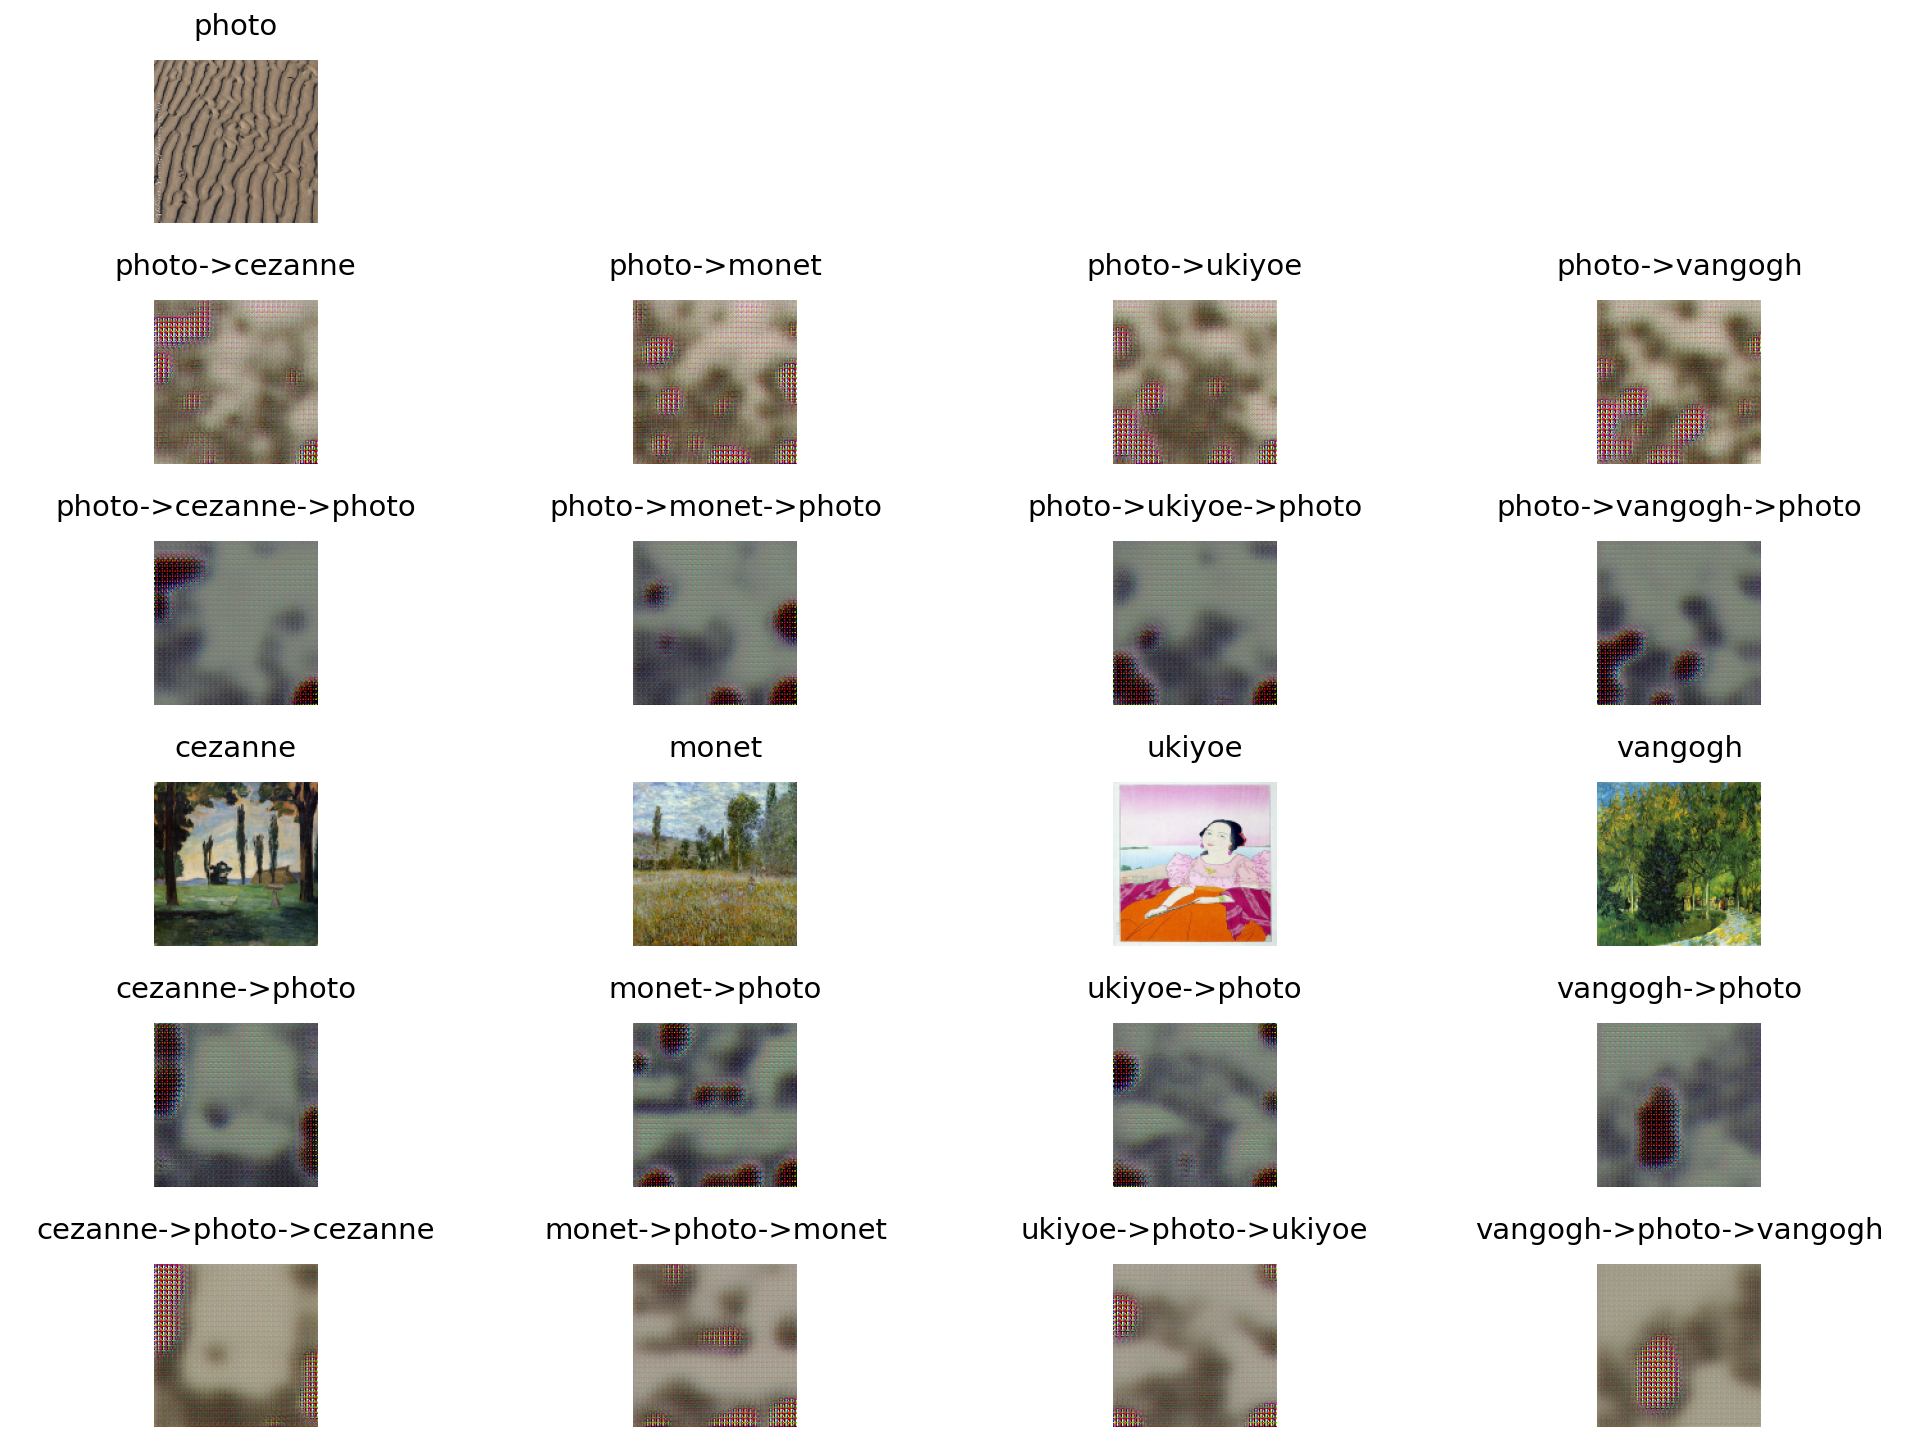 photo
photo->cezanne photo->monet photo->ukiyoe photo->vangogh
photo->cezanne->photo photo->monet->photo photo->ukiyoe->photo photo->vangogh->photo
cezanne monet ukiyoe vangogh
cezanne->photo monet->photo ukiyoe->photo vangogh->photo
cezanne->photo->cezanne monet->photo->monet ukiyoe->photo->ukiyoe vangogh->photo->vangogh